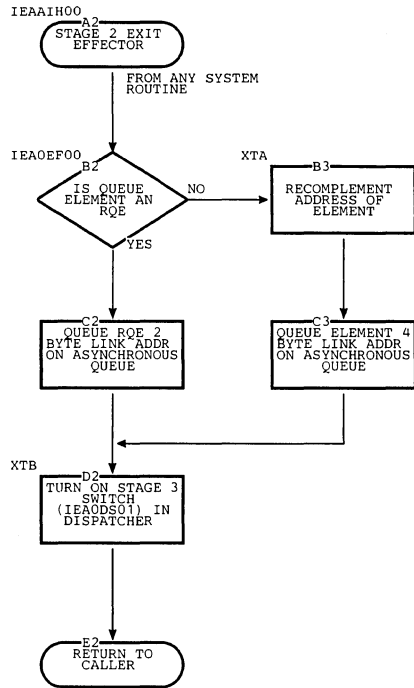 IEAAIH00
A2
STAGE 2 EXIT
EFFECTOR
FROM ANY SYSTEM
ROUTINE
IEA0EF00
B2
IS QUEUE
ELEMENT AN
RQE
NO
YES
XTA
B3
RECOMPLEMENT
ADDRESS OF
ELEMENT
C2
QUEUE RQE 2
BYTE LINK ADDR
ON ASYNCHRONOUS
QUEUE
C3
QUEUE ELEMENT 4
BYTE LINK ADDR
ON ASYNCHRONOUS
QUEUE
XTB
D2
TURN ON STAGE 3
SWITCH
(IEA0DS01) IN
DISPATCHER
E2
RETURN TO
CALLER